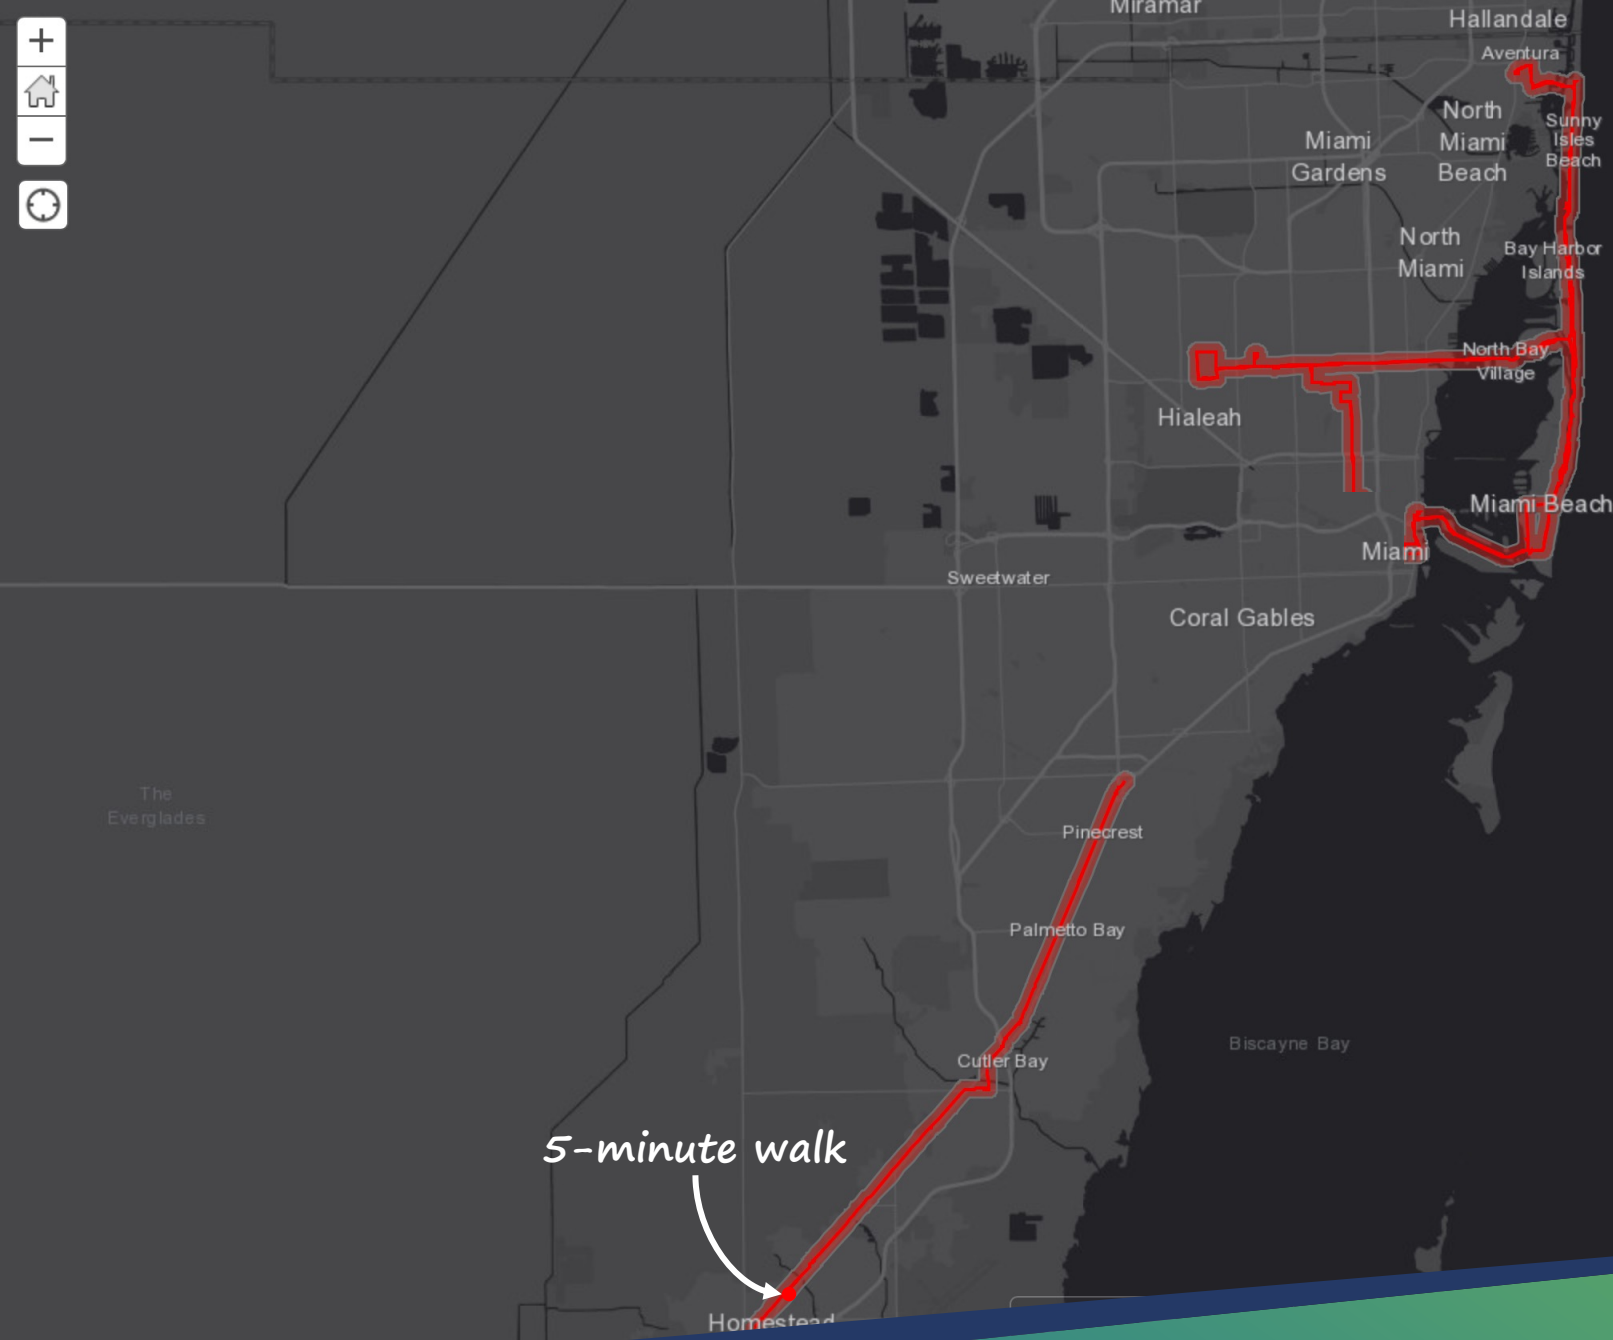 Miramar
Hallandale
Aventura
North
Miami
Beach
Sunny
Isles
Beach
Miami
Gardens
North
Miami
Bay Harbor
Islands
North Bay
Village
Hialeah
Miami Beach
Miami
Sweetwater
Coral Gables
The
Everglades
Pinecrest
Palmetto Bay
Biscayne Bay
Cutler Bay
5-minute walk
Homestead